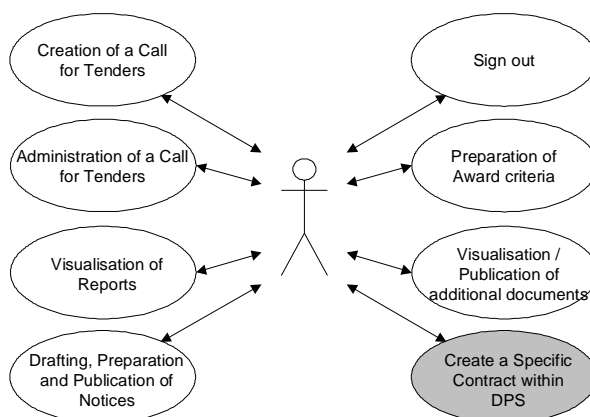 Creation of a Call
for Tenders
Sign out
Administration of a Call
for Tenders
Preparation of
Award criteria
Visualisation of
Reports
Visualisation /
Publication of
additional documents
Drafting, Preparation
and Publication of
Notices
Create a Specific
Contract within
DPS